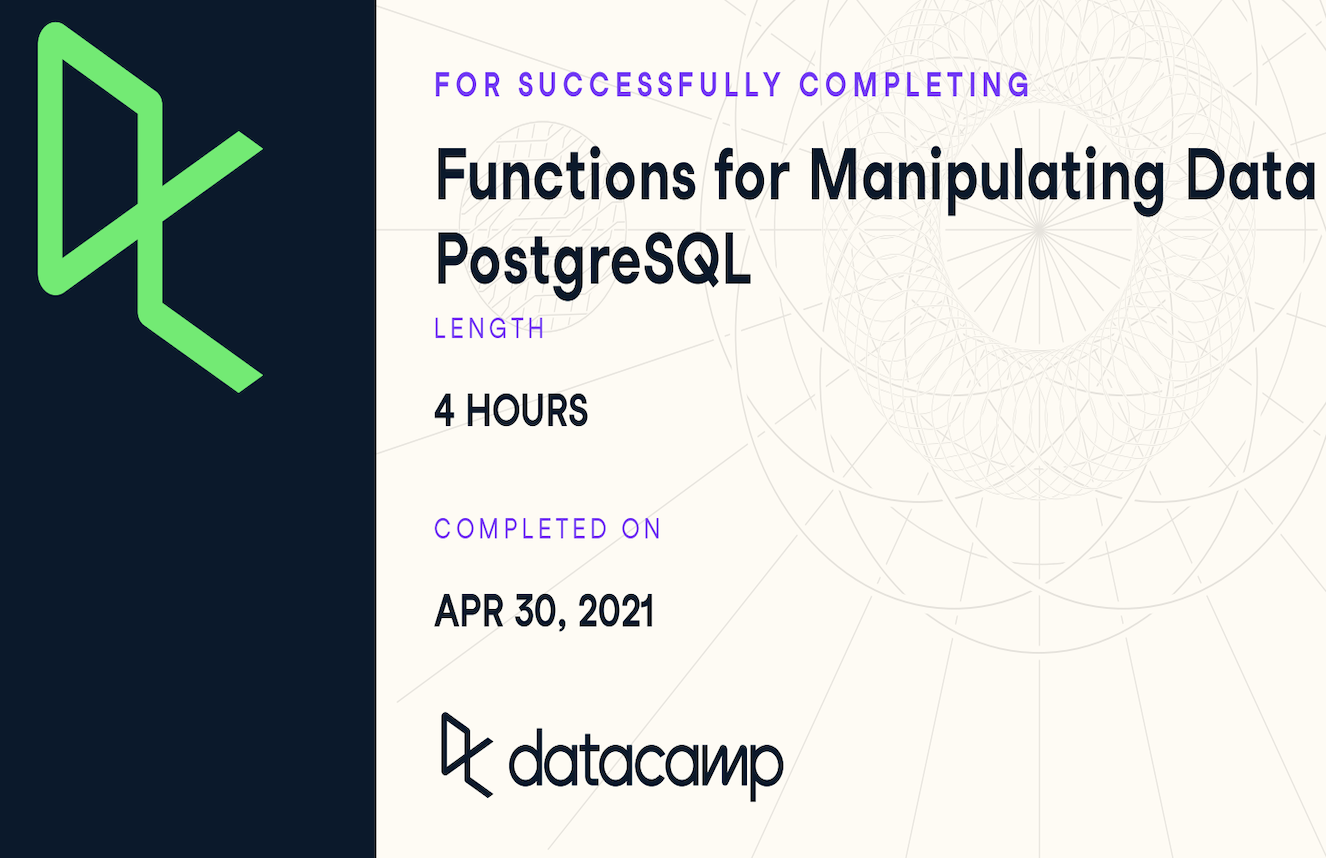 FOR SUCCESSFULLY COMPLETING
Functions for Manipulating Data
PostgreSQL
LENGTH
4 HOURS
COMPLETED ON
APR 30, 2021
datacamp